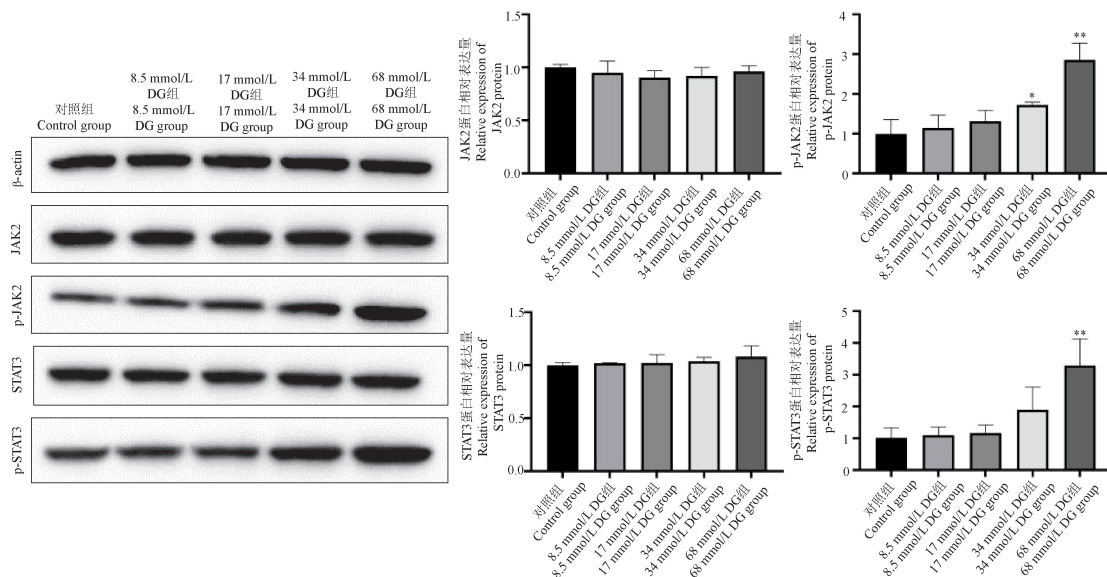 对照组
Control group
8.5 mmol/L
DG组
8.5 mmol/L
DG group
17 mmol/L
DG组
17 mmol/L
DG group
34 mmol/L
DG组
34 mmol/L
DG group
68 mmol/L
DG组
68 mmol/L
DG group
β-actin
JAK2
p-JAK2
STAT3
p-STAT3
JAK2蛋白相对表达量
Relative expression of
JAK2 protein
1.5
1.0
0.5
0.0
对照组
Control group
8.5 mmol/L DG组
8.5 mmol/L DG group
17 mmol/L DG组
17 mmol/L DG group
34 mmol/L DG组
34 mmol/L DG group
68 mmol/L DG组
68 mmol/L DG group
p-JAK2蛋白相对表达量
Relative expression of
p-JAK2 protein
4
3
2
1
0
*
**
对照组
Control group
8.5 mmol/L DG组
8.5 mmol/L DG group
17 mmol/L DG组
17 mmol/L DG group
34 mmol/L DG组
34 mmol/L DG group
68 mmol/L DG组
68 mmol/L DG group
STAT3蛋白相对表达量
Relative expression of
STAT3 protein
1.5
1.0
0.5
0.0
对照组
Control group
8.5 mmol/L DG组
8.5 mmol/L DG group
17 mmol/L DG组
17 mmol/L DG group
34 mmol/L DG组
34 mmol/L DG group
68 mmol/L DG组
68 mmol/L DG group
p-STAT3蛋白相对表达量
Relative expression of
p-STAT3 protein
5
4
3
2
1
0
**
对照组
Control group
8.5 mmol/L DG组
8.5 mmol/L DG group
17 mmol/L DG组
17 mmol/L DG group
34 mmol/L DG组
34 mmol/L DG group
68 mmol/L DG组
68 mmol/L DG group